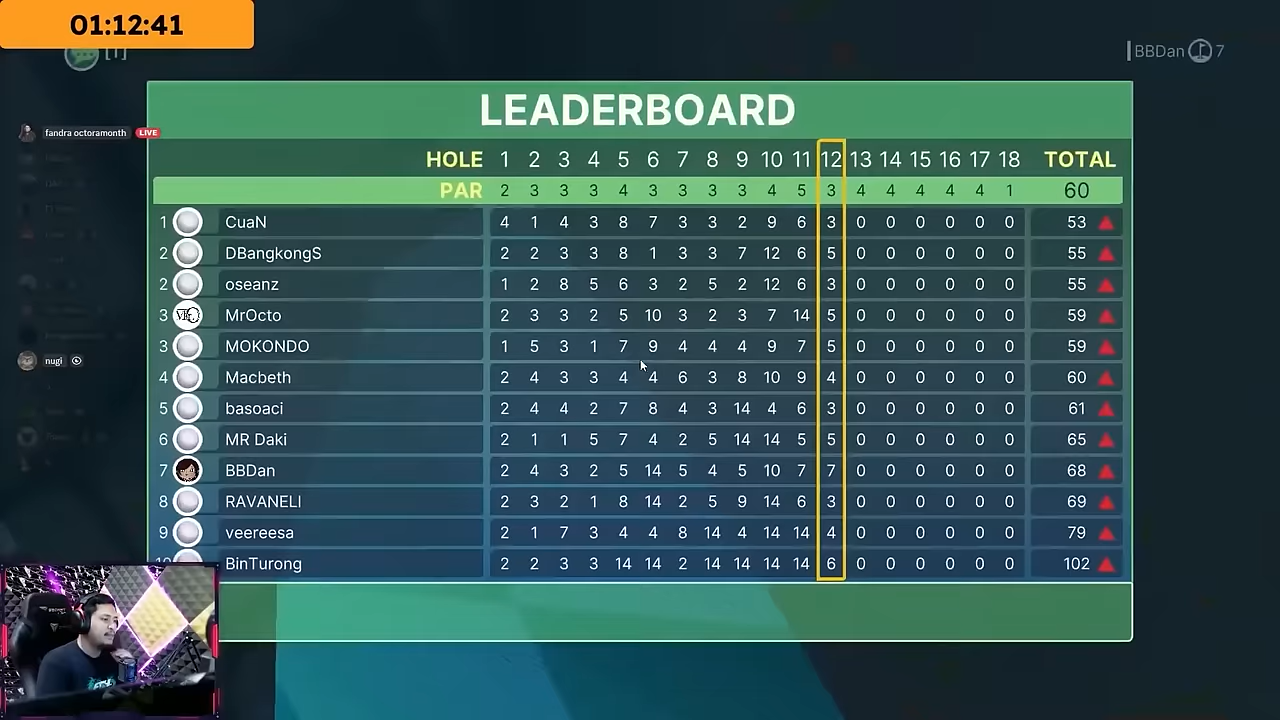 01:12:41
[1]
BBDan 7
LEADERBOARD
fandra octoramonth LIVE
HOLE 1 2 3 4 5 6 7 8 9 10 11 12 13 14 15 16 17 18 TOTAL
PAR 2 3 3 3 4 3 3 3 3 4 5 3 4 4 4 4 4 1 60
1 CuaN 4 1 4 3 8 7 3 3 2 9 6 3 0 0 0 0 0 0 53
2 DBangkongS 2 2 3 3 8 1 3 3 7 12 6 5 0 0 0 0 0 0 55
2 oseanz 1 2 8 5 6 3 2 5 2 12 6 3 0 0 0 0 0 0 55
3 MrOcto 2 3 3 2 5 10 3 2 3 7 14 5 0 0 0 0 0 0 59
3 MOKONDO 1 5 3 1 7 9 4 4 4 9 7 5 0 0 0 0 0 0 59
nugi
4 Macbeth 2 4 3 3 4 4 6 3 8 10 9 4 0 0 0 0 0 0 60
5 basoaci 2 4 4 2 7 8 4 3 14 4 6 3 0 0 0 0 0 0 61
6 MR Daki 2 1 1 5 7 4 2 5 14 14 5 5 0 0 0 0 0 0 65
7 BBDan 2 4 3 2 5 14 5 4 5 10 7 7 0 0 0 0 0 0 68
8 RAVANELI 2 3 2 1 8 14 2 5 9 14 6 3 0 0 0 0 0 0 69
9 veereesa 2 1 7 3 4 4 8 14 4 14 14 4 0 0 0 0 0 0 79
BinTurong 2 2 3 3 14 14 2 14 14 14 14 6 0 0 0 0 0 0 102